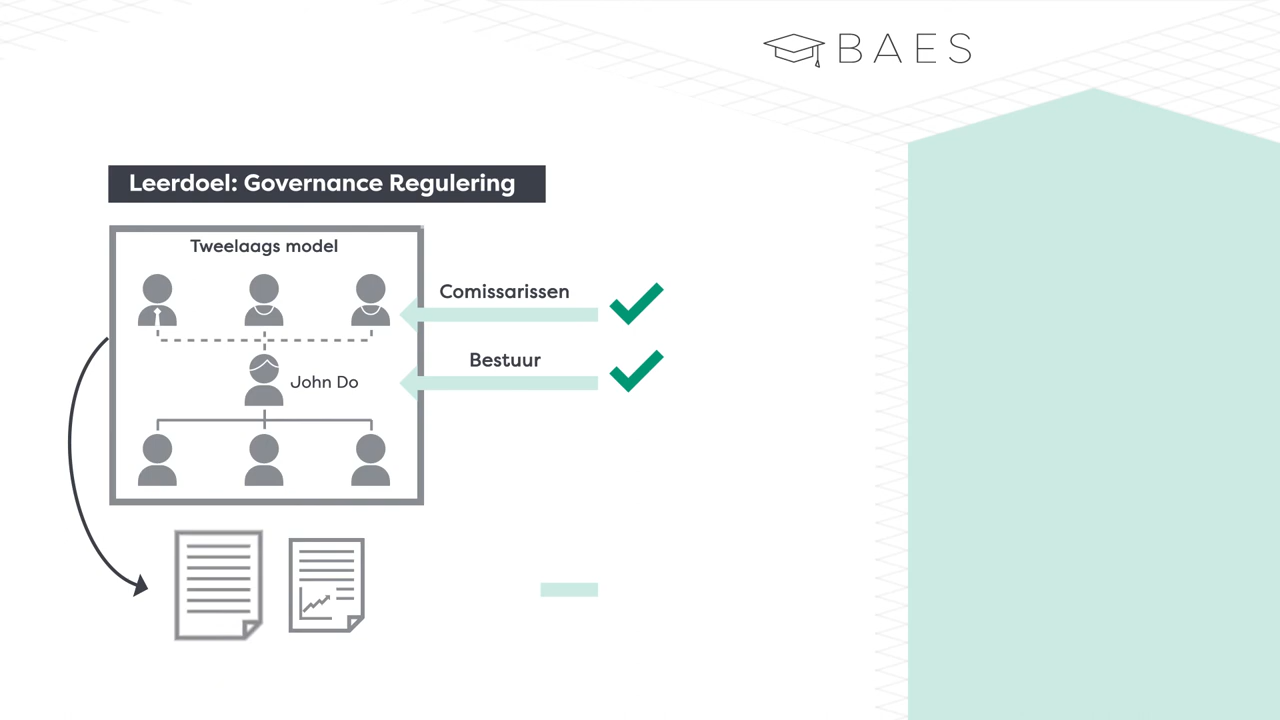 BAES
Leerdoel: Governance Regulering
Tweelaags model
Comissarissen
Bestuur
John Do